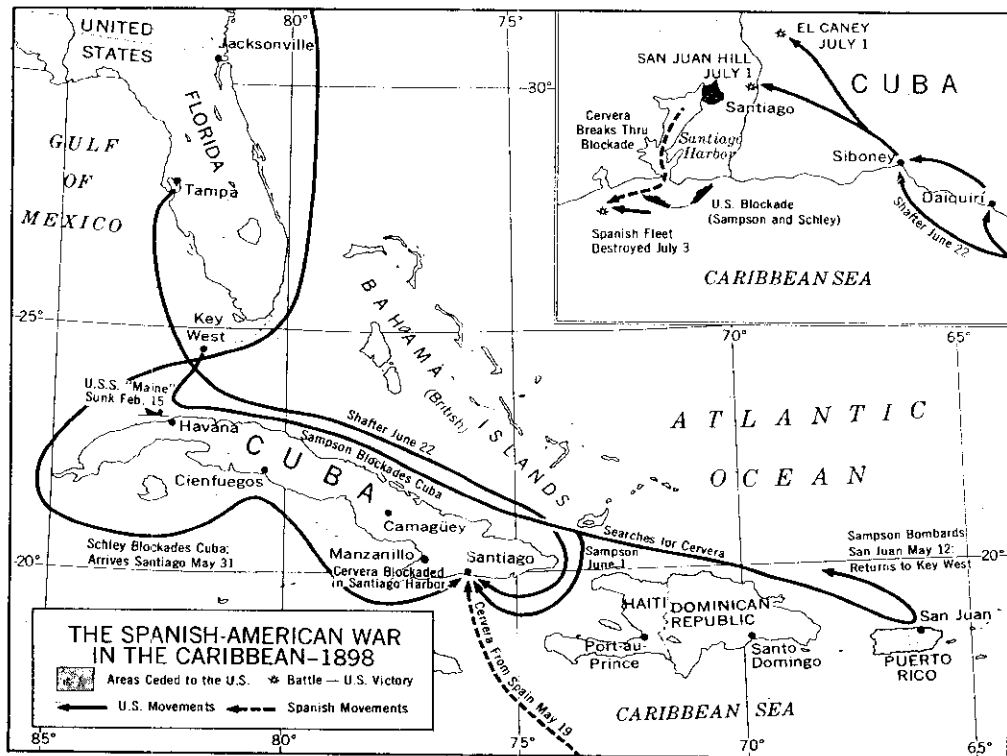 80°
75°
UNITED
STATES
Jacksonville
FLORIDA
30°
GULF
OF
MEXICO
Tampa
25°
Key
West
BAHAMA
(British)
ISLANDS
U.S.S. "Maine"
Sunk Feb. 15
Havana
CUBA
Cienfuegos
Camagüey
Shafter June 22
Sampson Blockades Cuba
Schley Blockades Cuba;
Arrives Santiago May 31
Manzanillo
Santiago
Cervera Blockaded
in Santiago Harbor
20°
Sampson
June 1
Searches for Cervera
Cervera From Spain May 19
EL CANEY
JULY 1
SAN JUAN HILL
JULY 1
CUBA
Santiago
Cervera
Breaks Thru
Blockade
Santiago
Harbor
Siboney
Daiquirí
U.S. Blockade
(Sampson and Schley)
Shafter June 22
Spanish Fleet
Destroyed July 3
CARIBBEAN SEA
70°
65°
25°
ATLANTIC
OCEAN
Sampson Bombards
San Juan May 12;
Returns to Key West
20°
HAITI
DOMINICAN
REPUBLIC
Port-au-
Prince
Santo
Domingo
San Juan
PUERTO
RICO
CARIBBEAN SEA
THE SPANISH-AMERICAN WAR
IN THE CARIBBEAN–1898
Areas Ceded to the U.S.
Battle — U.S. Victory
U.S. Movements
Spanish Movements
85°
80°
75°
70°
65°